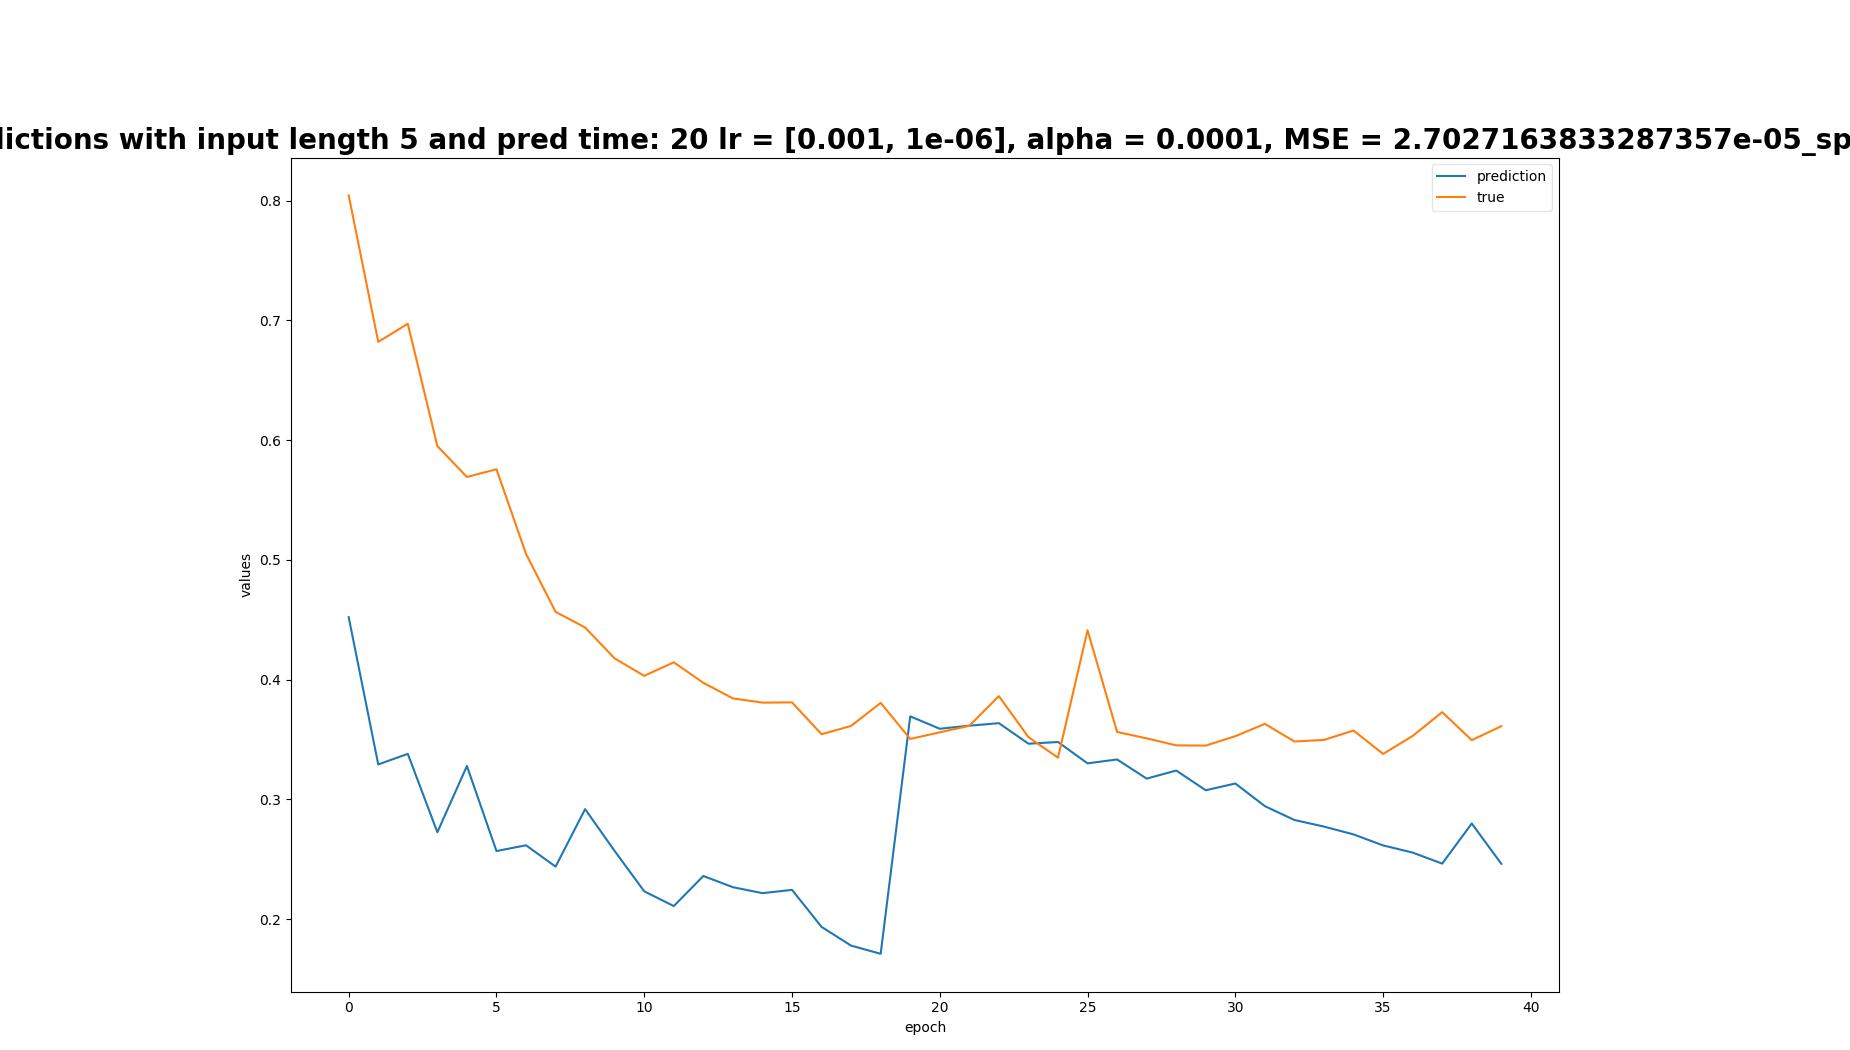 with input length 5 and pred time: 20 lr = [0.001, 1e-06], alpha = 0.0001, MSE = 2.7027163833287357e-05_sp
prediction
true
0.8
0.7
0.6
0.5
0.4
0.3
0.2
values
0 5 10 15 20 25 30 35 40
epoch